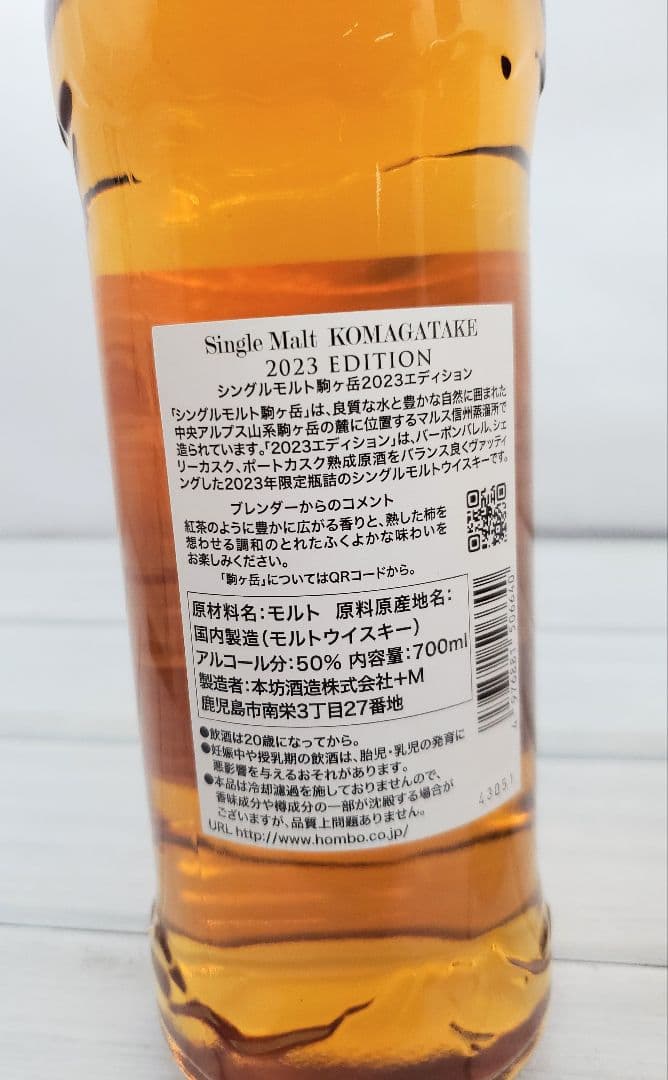 Single Malt KOMAGATAKE
2023 EDITION
シングルモルト駒ヶ岳2023エディション
「シングルモルト駒ヶ岳」は、良質な水と豊かな自然に囲まれた
中央アルプス山系駒ヶ岳の麓に位置するマルス信州蒸溜所で
造られています。「2023エディション」は、バーボンバレル、シェ
リーカスク、ポートカスク熟成原酒をバランス良くヴァッティ
ングした2023年限定瓶詰のシングルモルトウイスキーです。
ブレンダーからのコメント
紅茶のように豊かに広がる香りと、熟した柿を
想わせる調和のとれたふくよかな味わいを
お楽しみください。
「駒ヶ岳」についてはQRコードから。
原材料名：モルト 原料原産地名：
国内製造（モルトウイスキー）
アルコール分：50% 内容量：700ml
製造者：本坊酒造株式会社+M
鹿児島市南栄3丁目27番地
●飲酒は20歳になってから。
●妊娠中や授乳期の飲酒は、胎児・乳児の発育に
悪影響を与えるおそれがあります。
●本品は冷却濾過を施しておりませんので、
香味成分や樽成分の一部が沈殿する場合が
ございますが、品質上問題ありません。
URL http://www.hombo.co.jp/
4 976881 506640
43051